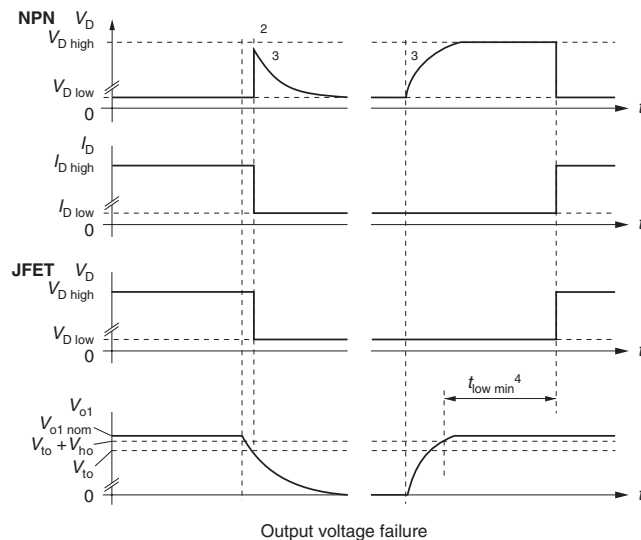 NPN V_D
V_D high
2
3
3
V_D low
0
t
I_D
I_D high
I_D low
0
t
JFET V_D
V_D high
V_D low
0
t
t_low min 4
V_o1
V_o1 nom
V_to + V_ho
V_to
0
t
Output voltage failure